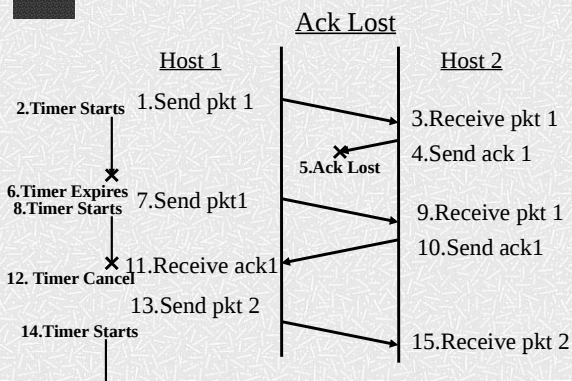 Ack Lost
Host 1
Host 2
2.Timer Starts
1.Send pkt 1
3.Receive pkt 1
4.Send ack 1
5.Ack Lost
6.Timer Expires
7.Send pkt1
8.Timer Starts
9.Receive pkt 1
10.Send ack1
11.Receive ack1
12. Timer Cancel
13.Send pkt 2
14.Timer Starts
15.Receive pkt 2